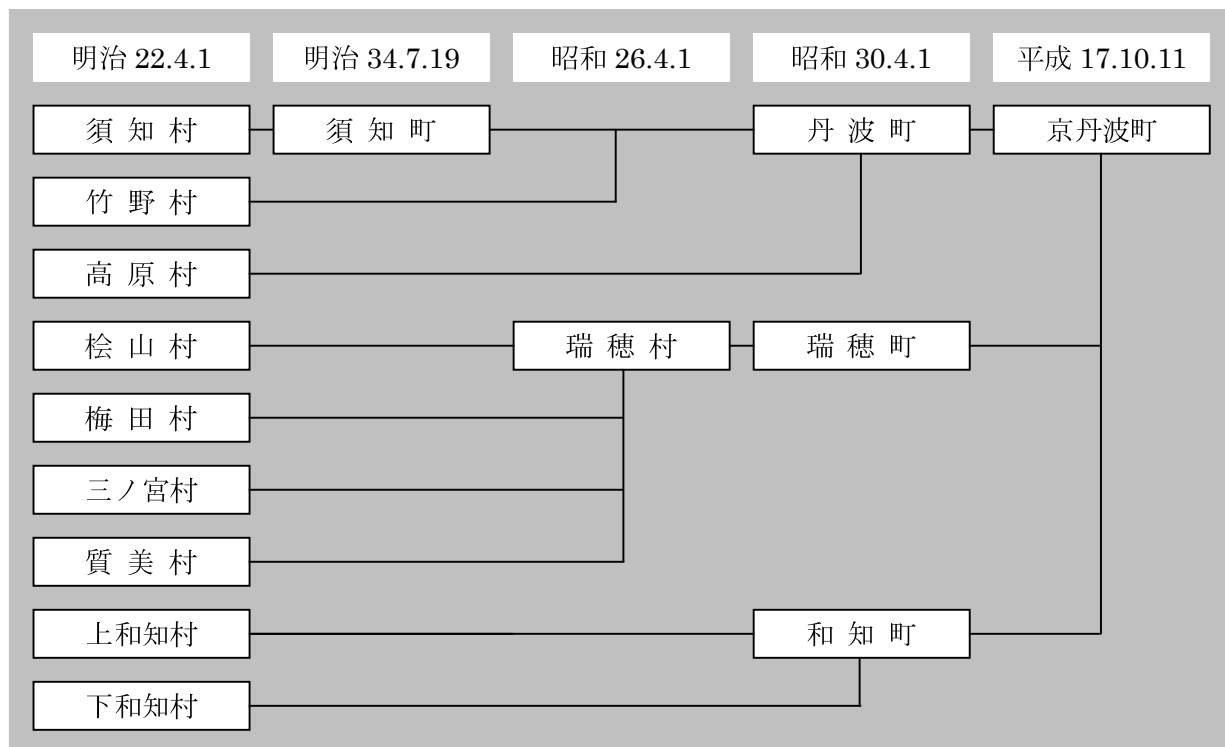 明治 22.4.1 明治 34.7.19 昭和 26.4.1 昭和 30.4.1 平成 17.10.11
須知村 須知町 丹波町 京丹波町
竹野村
高原村
桧山村 瑞穂村 瑞穂町
梅田村
三ノ宮村
質美村
上和知村 和知町
下和知村